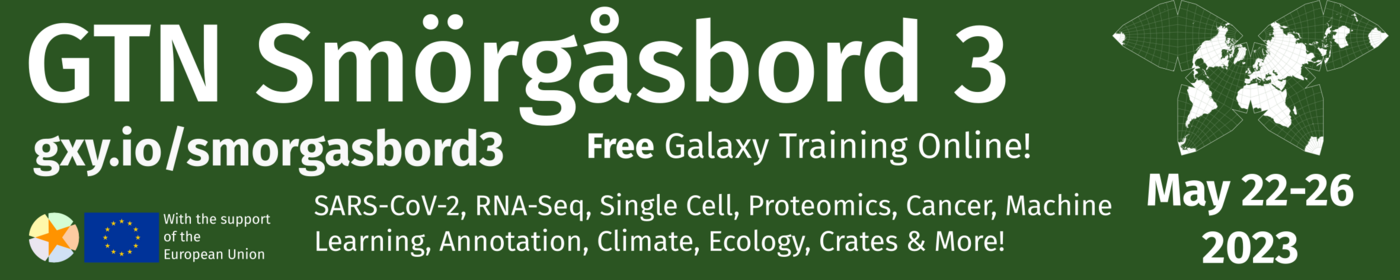 GTN Smörgåsbord 3
gxy.io/smorgasbord3
Free Galaxy Training Online!
With the support
of the
European Union
SARS-CoV-2, RNA-Seq, Single Cell, Proteomics, Cancer, Machine
Learning, Annotation, Climate, Ecology, Crates & More!
May 22-26
2023